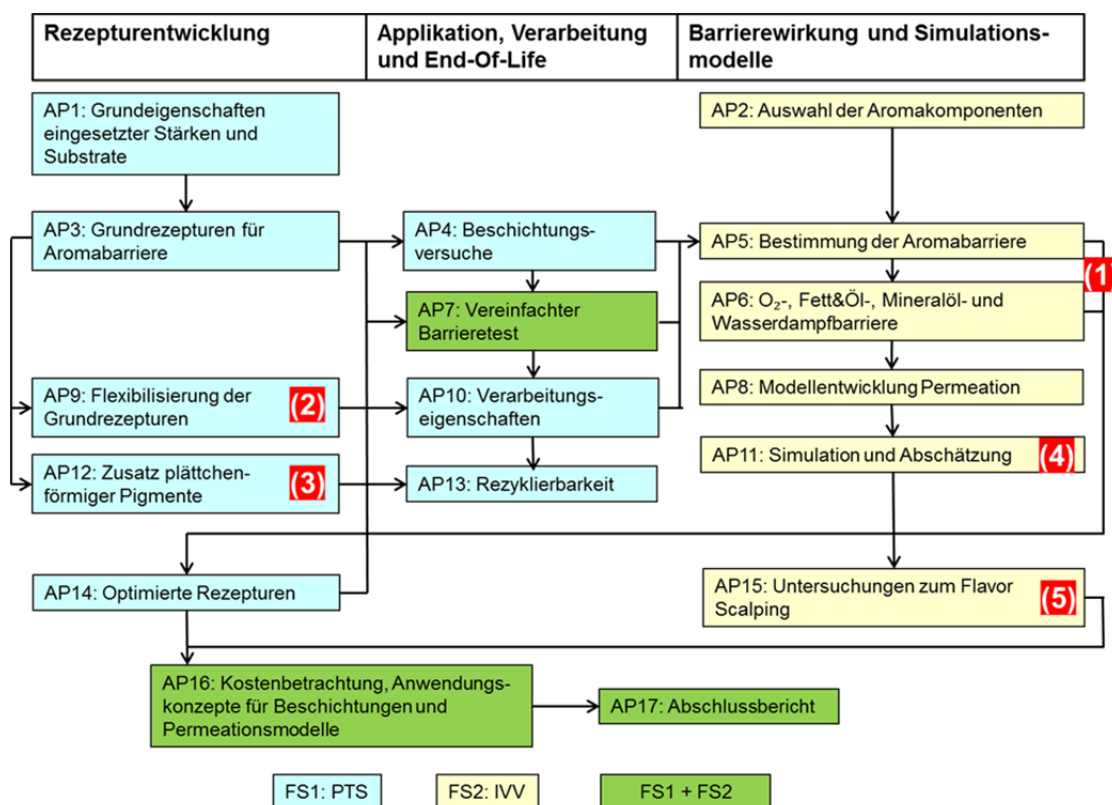 Rezepturentwicklung
Applikation, Verarbeitung
und End-Of-Life
Barrierewirkung und Simulations-
modelle
AP1: Grundeigenschaften
eingesetzter Stärken und
Substrate
AP2: Auswahl der Aromakomponenten
AP3: Grundrezepturen für
Aromabarriere
AP4: Beschichtungs-
versuche
AP5: Bestimmung der Aromabarriere
(1)
AP7: Vereinfachter
Barrieretest
AP6: O₂-, Fett&Öl-, Mineralöl- und
Wasserdampfbarriere
AP8: Modellentwicklung Permeation
AP9: Flexibilisierung der
Grundrezepturen
(2)
AP10: Verarbeitungs-
eigenschaften
AP11: Simulation und Abschätzung
(4)
AP12: Zusatz plättchen-
förmiger Pigmente
(3)
AP13: Rezyklierbarkeit
AP14: Optimierte Rezepturen
AP15: Untersuchungen zum Flavor
Scalping
(5)
AP16: Kostenbetrachtung, Anwendungs-
konzepte für Beschichtungen und
Permeationsmodelle
AP17: Abschlussbericht
FS1: PTS
FS2: IVV
FS1 + FS2